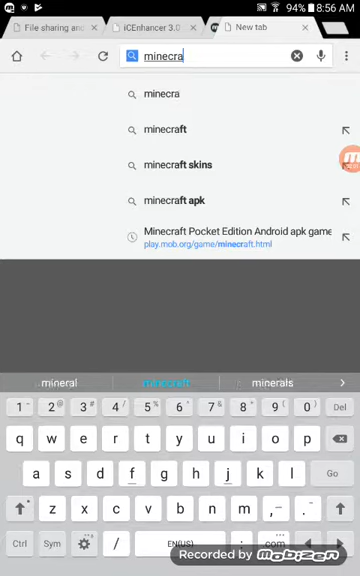 94% 8:56 AM
File sharing an
iCEnhancer 3.0
New tab
minecra
minecra
minecraft
minecraft skins
minecraft apk
Minecraft Pocket Edition Android apk game
play.mob.org/game/minecraft.html
mineral minecraft minerals
1 2 @ 3 # 4 / 5 % 6 7 & 8 9 ( 0 ) Del
q w e r t y u i o p
a s d f g h j k l Go
z x c v b n m , .
Ctrl Sym / EN(US) : com
Recorded by mobizen